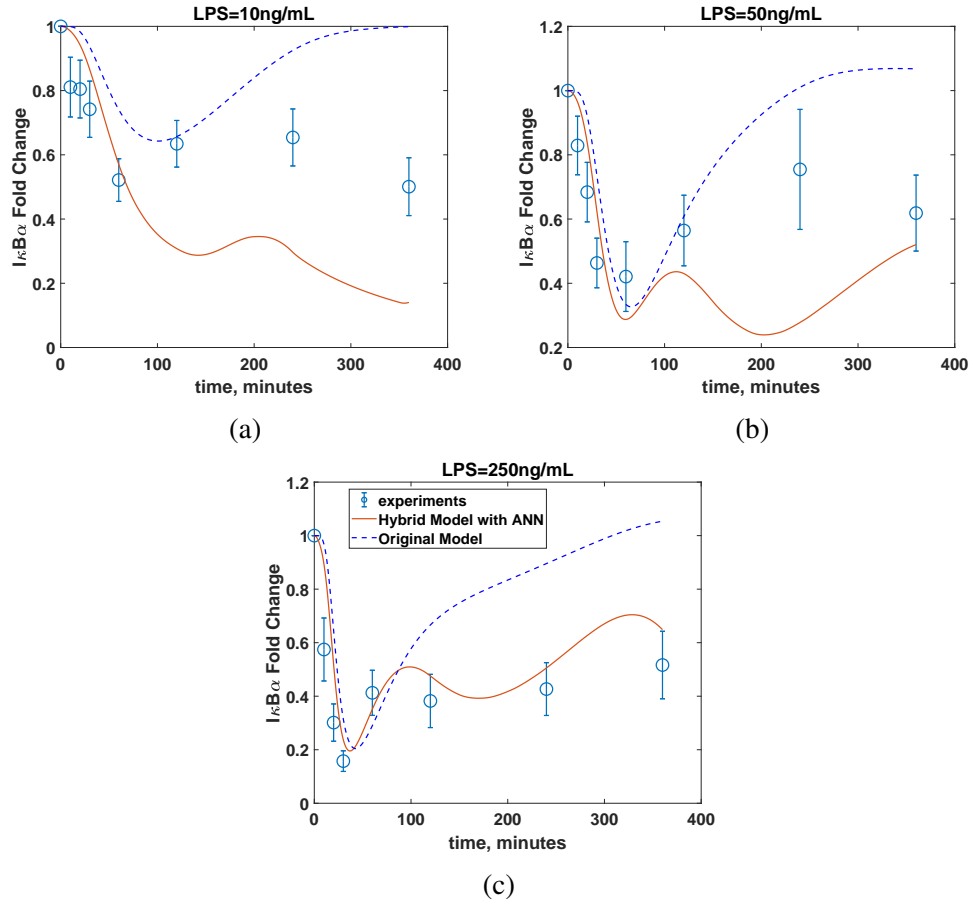 LPS=10ng/mL
1
0.8
0.6
0.4
0.2
0
IκBα Fold Change
0 100 200 300 400
time, minutes
(a)
LPS=50ng/mL
1.2
1
0.8
0.6
0.4
0.2
IκBα Fold Change
0 100 200 300 400
time, minutes
(b)
LPS=250ng/mL
1.2
1
0.8
0.6
0.4
0.2
0
IκBα Fold Change
experiments
Hybrid Model with ANN
Original Model
0 100 200 300 400
time, minutes
(c)